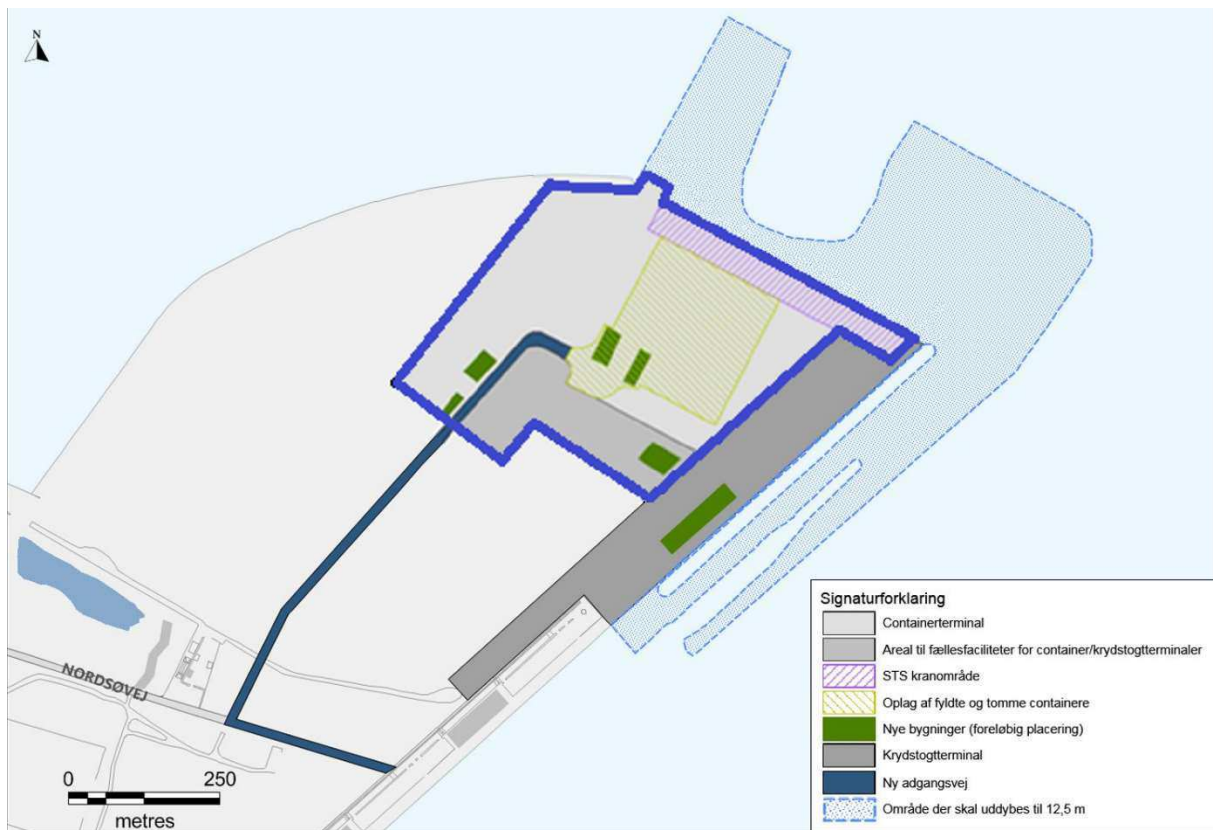 N
NORDSØVEJ
0 250
metres
Signaturforklaring
Containerterminal
Areal til fællesfaciliteter for container/krydstogtterminaler
STS kranområde
Oplag af fyldte og tomme containere
Nye bygninger (foreløbig placering)
Krydstogtterminal
Ny adgangsvej
Område der skal uddybes til 12,5 m